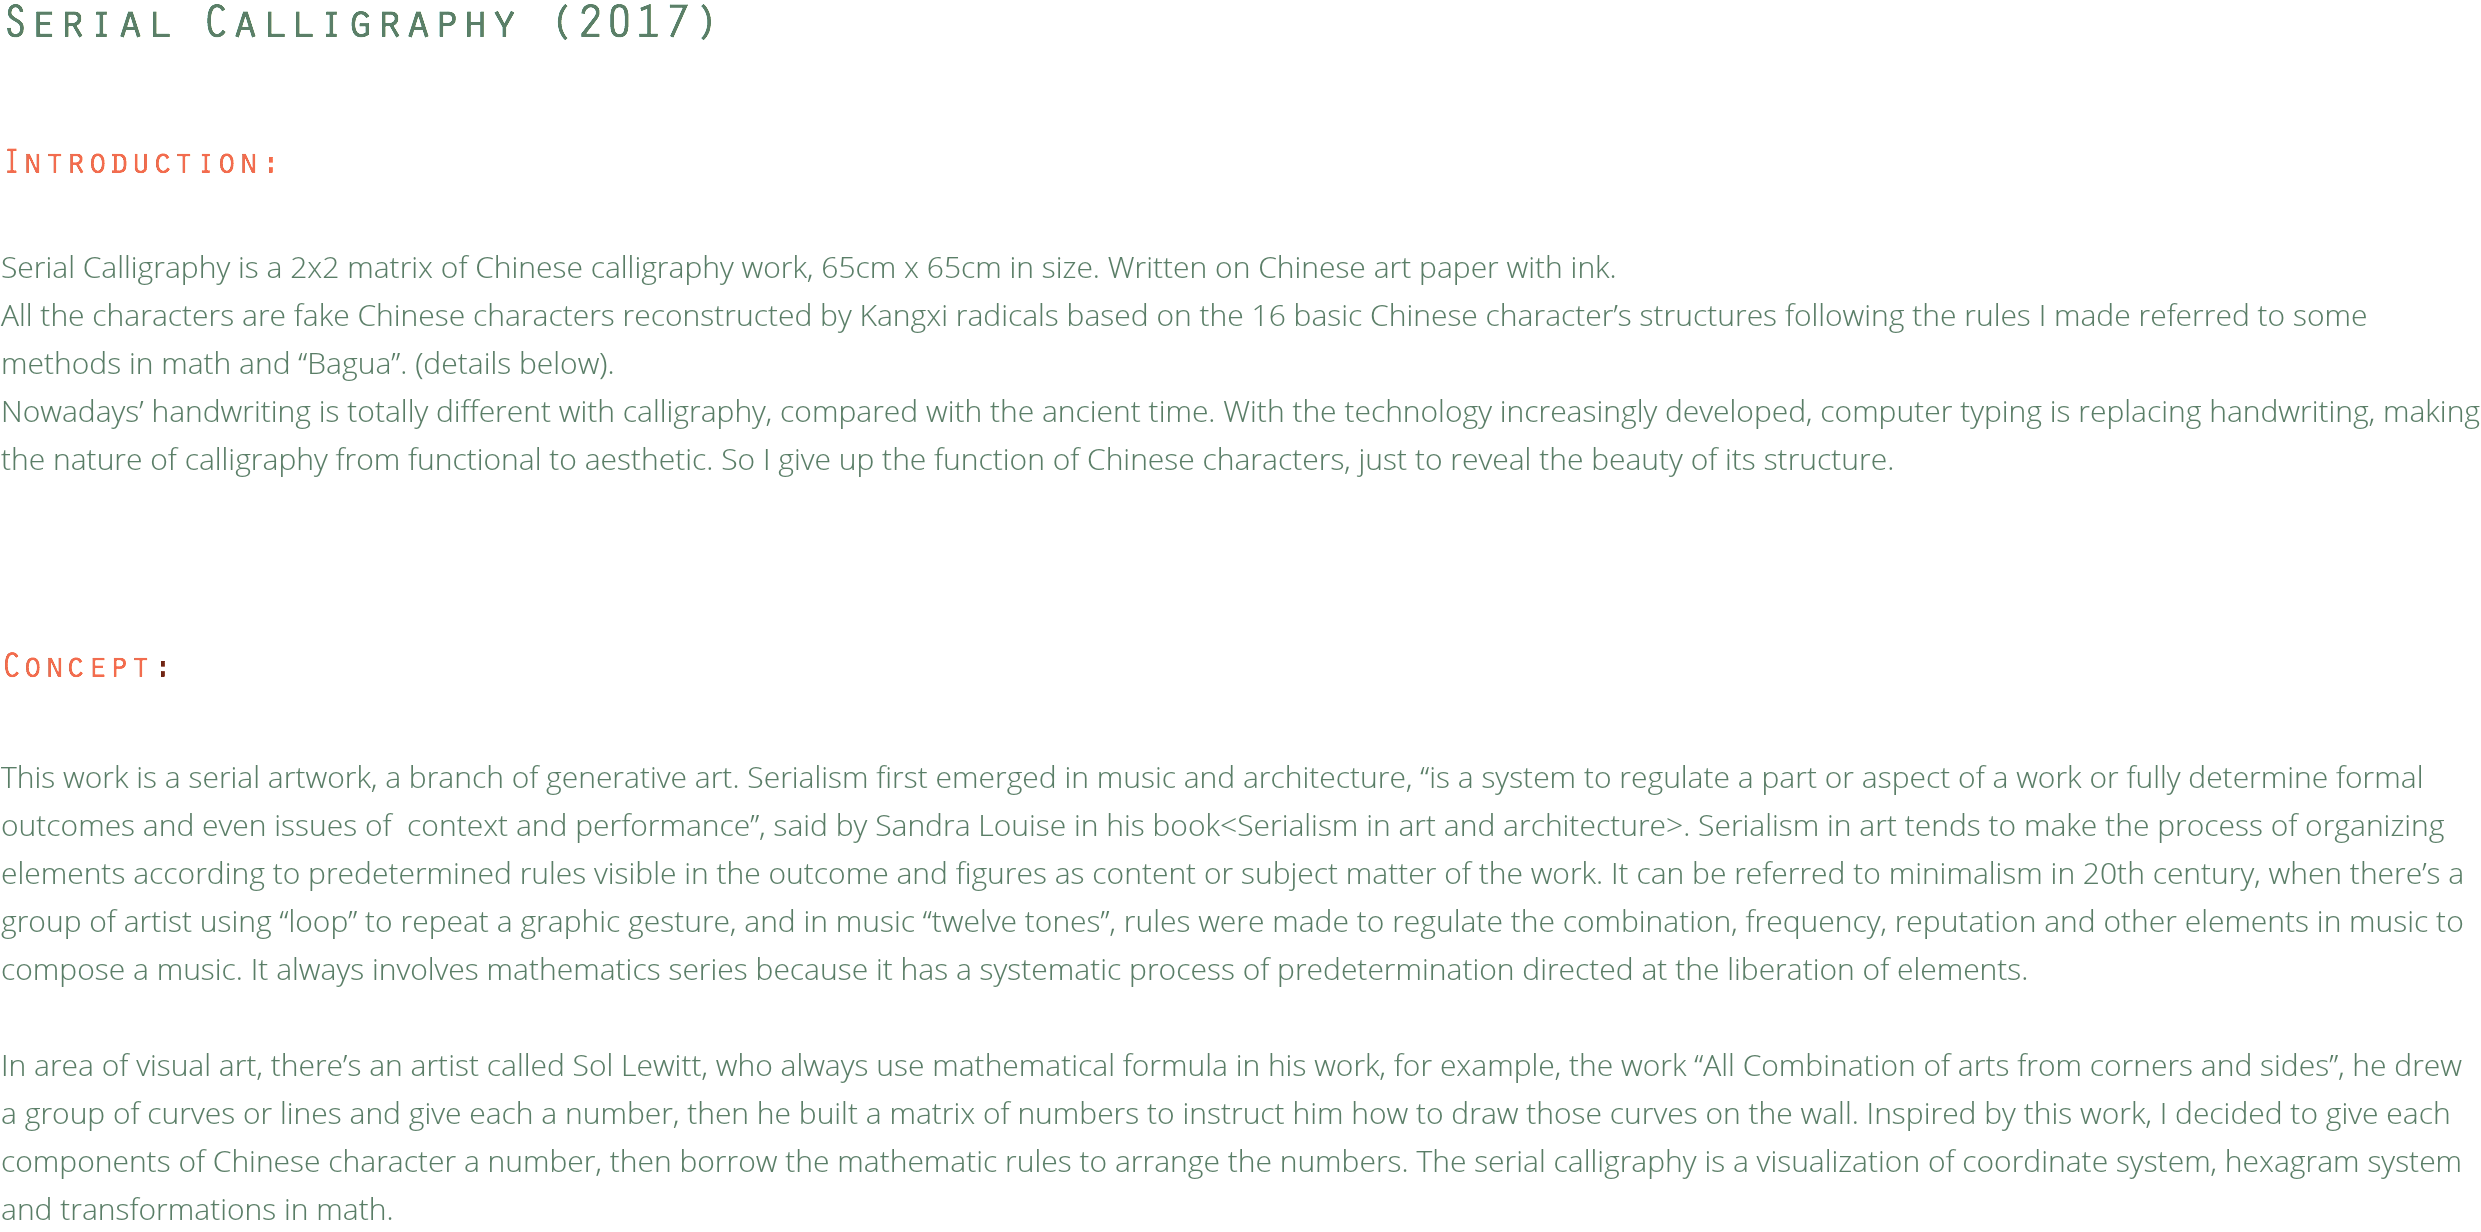 Serial Calligraphy (2017)
Introduction:
Serial Calligraphy is a 2x2 matrix of Chinese calligraphy work, 65cm x 65cm in size. Written on Chinese art paper with ink.
All the characters are fake Chinese characters reconstructed by Kangxi radicals based on the 16 basic Chinese character’s structures following the rules I made referred to some
methods in math and “Bagua”. (details below).
Nowadays’ handwriting is totally different with calligraphy, compared with the ancient time. With the technology increasingly developed, computer typing is replacing handwriting, making
the nature of calligraphy from functional to aesthetic. So I give up the function of Chinese characters, just to reveal the beauty of its structure.
Concept:
This work is a serial artwork, a branch of generative art. Serialism first emerged in music and architecture, “is a system to regulate a part or aspect of a work or fully determine formal
outcomes and even issues of  context and performance”, said by Sandra Louise in his book<Serialism in art and architecture>. Serialism in art tends to make the process of organizing
elements according to predetermined rules visible in the outcome and figures as content or subject matter of the work. It can be referred to minimalism in 20th century, when there’s a
group of artist using “loop” to repeat a graphic gesture, and in music “twelve tones”, rules were made to regulate the combination, frequency, reputation and other elements in music to
compose a music. It always involves mathematics series because it has a systematic process of predetermination directed at the liberation of elements.
In area of visual art, there’s an artist called Sol Lewitt, who always use mathematical formula in his work, for example, the work “All Combination of arts from corners and sides”, he drew
a group of curves or lines and give each a number, then he built a matrix of numbers to instruct him how to draw those curves on the wall. Inspired by this work, I decided to give each
components of Chinese character a number, then borrow the mathematic rules to arrange the numbers. The serial calligraphy is a visualization of coordinate system, hexagram system
and transformations in math.